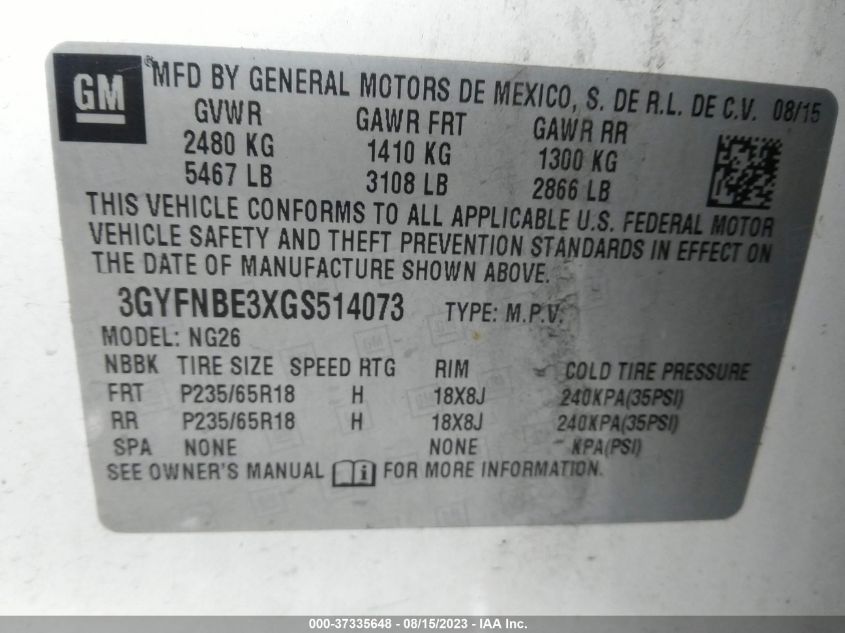 GM
MFD BY GENERAL MOTORS DE MEXICO, S. DE R.L. DE C.V. 08/15
GVWR GAWR FRT GAWR RR
2480 KG 1410 KG 1300 KG
5467 LB 3108 LB 2866 LB
THIS VEHICLE CONFORMS TO ALL APPLICABLE U.S. FEDERAL MOTOR
VEHICLE SAFETY AND THEFT PREVENTION STANDARDS IN EFFECT ON
THE DATE OF MANUFACTURE SHOWN ABOVE.
3GYFNBE3XGS514073 TYPE: M.P.V.
MODEL: NG26
NBBK TIRE SIZE SPEED RTG RIM COLD TIRE PRESSURE
FRT P235/65R18 H 18X8J 240KPA(35PSI)
RR P235/65R18 H 18X8J 240KPA(35PSI)
SPA NONE NONE KPA(PSI)
SEE OWNER'S MANUAL i FOR MORE INFORMATION.
000-37335648 - 08/15/2023 - IAA Inc.